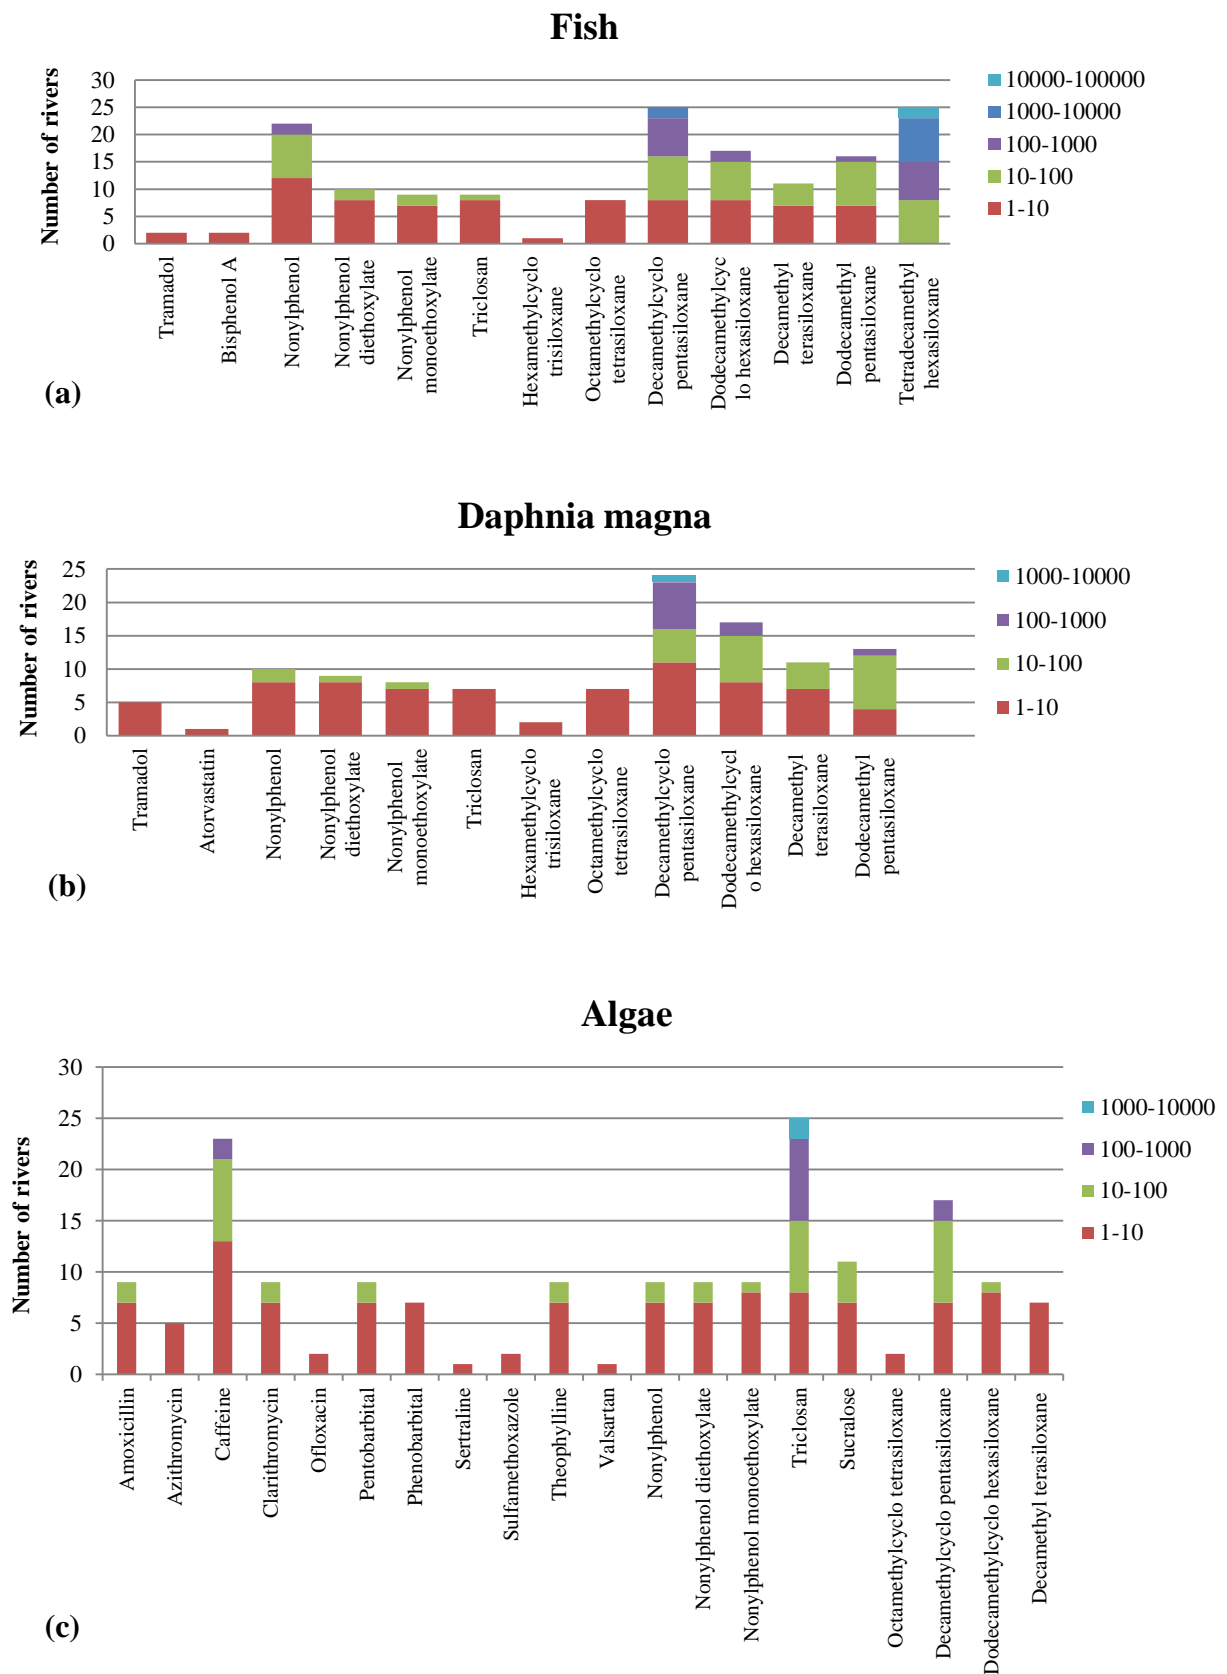 Fish
Number of rivers
30
25
20
15
10
5
0
10000-100000
1000-10000
100-1000
10-100
1-10
Tramadol
Bisphenol A
Nonylphenol
Nonylphenol
diethoxylate
Nonylphenol
monoethoxylate
Triclosan
Hexamethylcyclo
trisiloxane
Octamethylcyclo
tetrasiloxane
Decamethylcyclo
pentasiloxane
Dodecamethylcyc
lo hexasiloxane
Decamethyl
terasiloxane
Dodecamethyl
pentasiloxane
Tetradecamethyl
hexasiloxane
(a)
Daphnia magna
Number of rivers
25
20
15
10
5
0
1000-10000
100-1000
10-100
1-10
Tramadol
Atorvastatin
Nonylphenol
Nonylphenol
diethoxylate
Nonylphenol
monoethoxylate
Triclosan
Hexamethylcyclo
trisiloxane
Octamethylcyclo
tetrasiloxane
Decamethylcyclo
pentasiloxane
Dodecamethylcycl
o hexasiloxane
Decamethyl
terasiloxane
Dodecamethyl
pentasiloxane
(b)
Algae
Number of rivers
30
25
20
15
10
5
0
1000-10000
100-1000
10-100
1-10
Amoxicillin
Azithromycin
Caffeine
Clarithromycin
Ofloxacin
Pentobarbital
Phenobarbital
Sertraline
Sulfamethoxazole
Theophylline
Valsartan
Nonylphenol
Nonylphenol diethoxylate
Nonylphenol monoethoxylate
Triclosan
Sucralose
Octamethylcyclo tetrasiloxane
Decamethylcyclo pentasiloxane
Dodecamethylcyclo hexasiloxane
Decamethyl terasiloxane
(c)